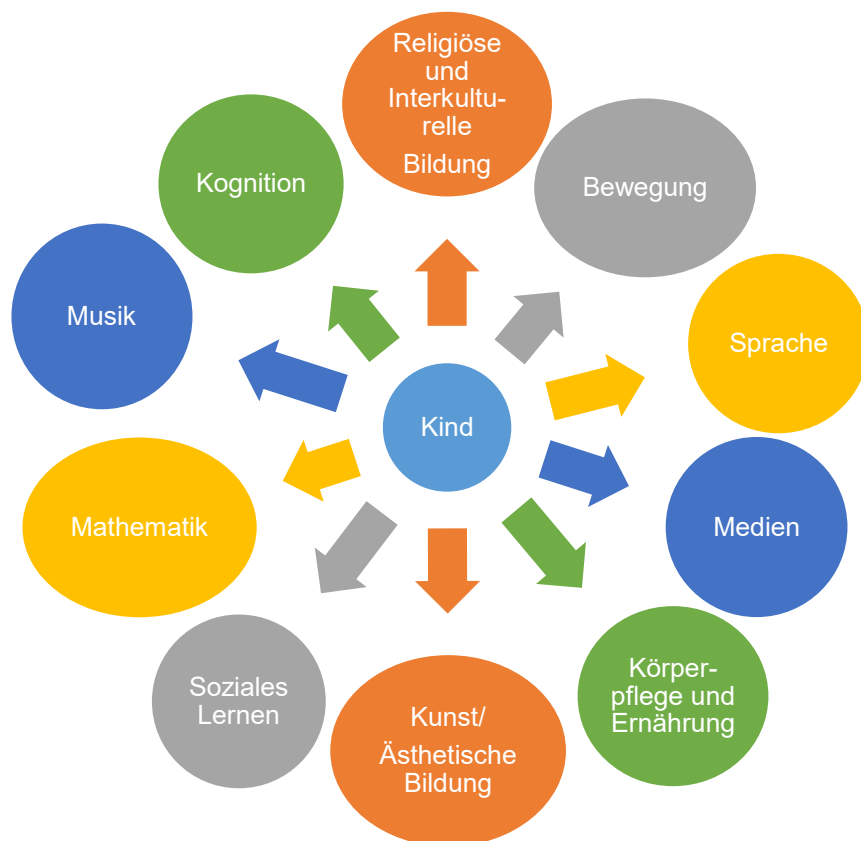 Religiöse
und
Interkultu-
relle
Bildung
Kognition
Bewegung
Musik
Sprache
Kind
Mathematik
Medien
Soziales
Lernen
Körper-
pflege und
Ernährung
Kunst/
Ästhetische
Bildung